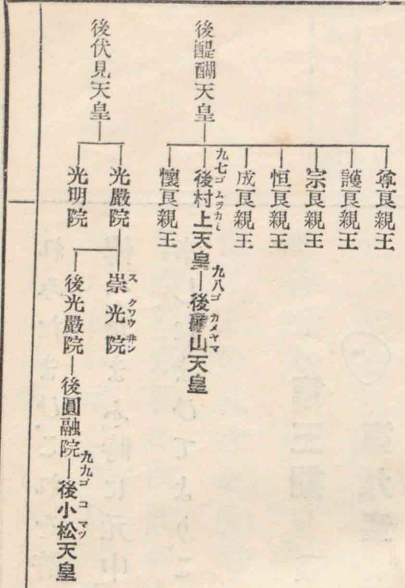 後醍醐天皇
尊良親王
護良親王
宗良親王
恒良親王
成良親王
九七ゴムラカミ
後村上天皇
九八ゴカメヤマ
後龜山天皇
懷良親王
後伏見天皇
光嚴院
スクワウヰン
崇光院
後光嚴院
後圓融院
九九ゴコマツ
後小松天皇
光明院